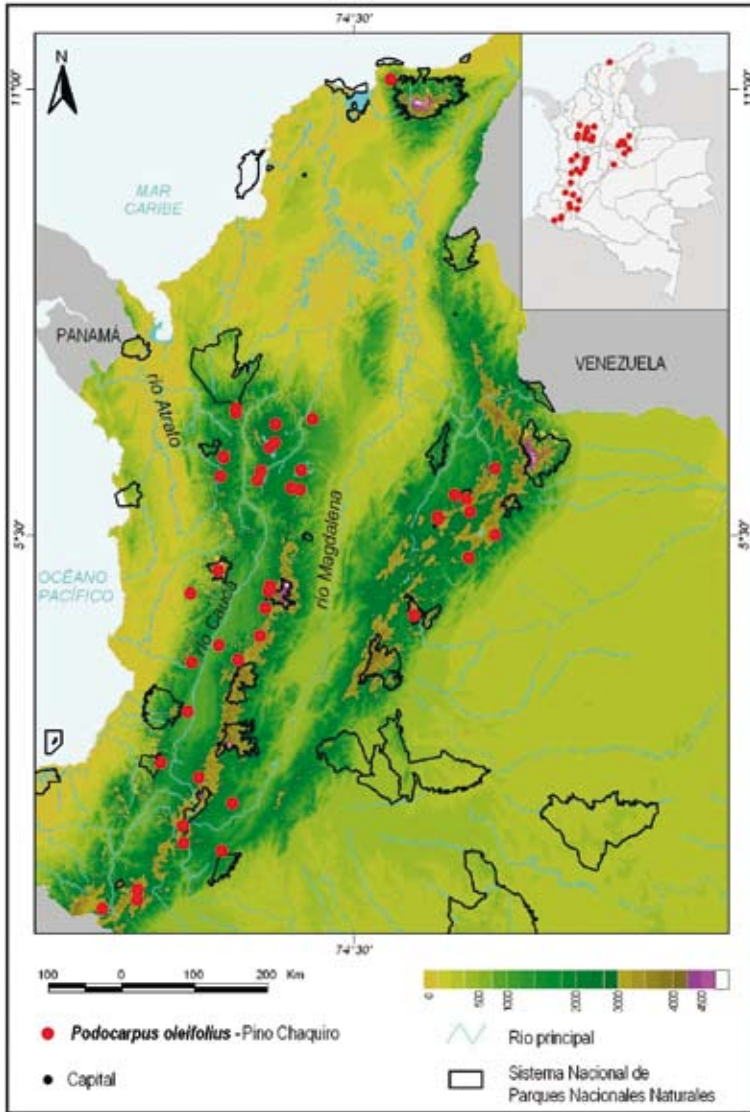 74°30'
11°00'
11°00'
N
MAR
CARIBE
PANAMÁ
VENEZUELA
río Atrato
río Magdalena
5°30'
5°30'
OCÉANO
PACÍFICO
río Cauca
74°30'
100 0 100 200 Km
0 500 1000 2000 3000 4000 4500
Podocarpus oleifolius - Pino Chaquiro
Rio principal
Capital
Sistema Nacional de
Parques Nacionales Naturales